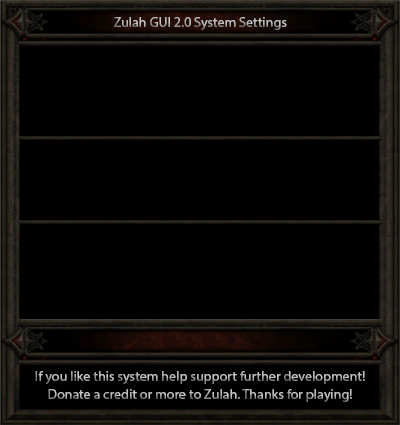 Zulah GUI 2.0 System Settings
If you like this system help support further development!
Donate a credit or more to Zulah. Thanks for playing!